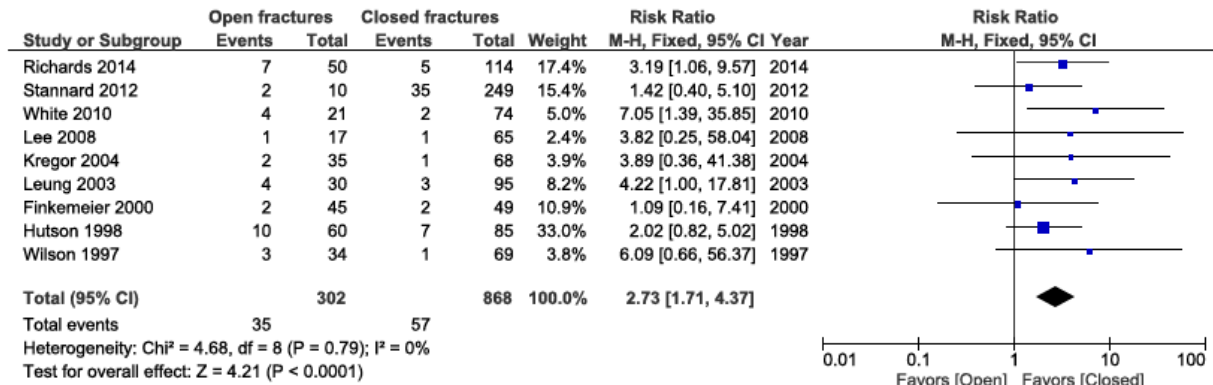 Open fractures Closed fractures Risk Ratio Risk Ratio
Study or Subgroup Events Total Events Total Weight M-H, Fixed, 95% CI Year M-H, Fixed, 95% CI
Richards 2014 7 50 5 114 17.4% 3.19 [1.06, 9.57] 2014
Stannard 2012 2 10 35 249 15.4% 1.42 [0.40, 5.10] 2012
White 2010 4 21 2 74 5.0% 7.05 [1.39, 35.85] 2010
Lee 2008 1 17 1 65 2.4% 3.82 [0.25, 58.04] 2008
Kregor 2004 2 35 1 68 3.9% 3.89 [0.36, 41.38] 2004
Leung 2003 4 30 3 95 8.2% 4.22 [1.00, 17.81] 2003
Finkemeier 2000 2 45 2 49 10.9% 1.09 [0.16, 7.41] 2000
Hutson 1998 10 60 7 85 33.0% 2.02 [0.82, 5.02] 1998
Wilson 1997 3 34 1 69 3.8% 6.09 [0.66, 56.37] 1997
Total (95% CI) 302 868 100.0% 2.73 [1.71, 4.37]
Total events 35 57
Heterogeneity: Chi² = 4.68, df = 8 (P = 0.79); I² = 0%
Test for overall effect: Z = 4.21 (P < 0.0001)
0.01 0.1 1 10 100
Favors [Open] Favors [Closed]